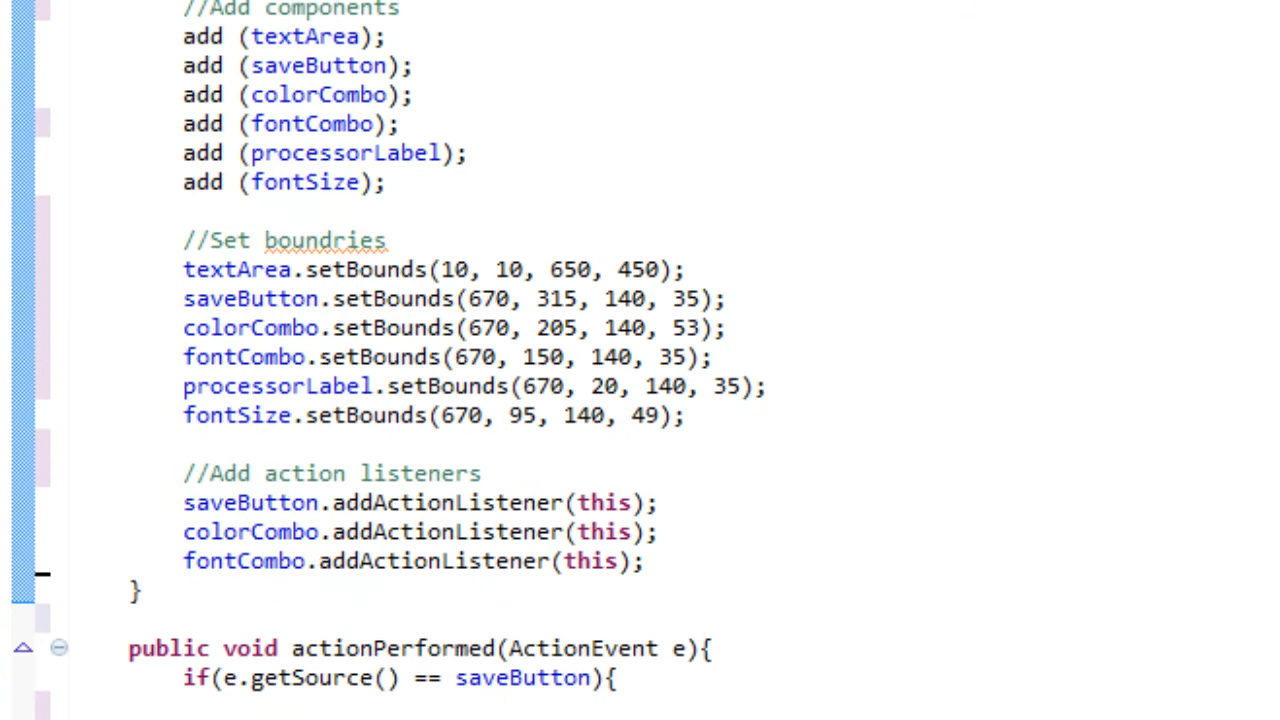 //Add components
add (textArea);
add (saveButton);
add (colorCombo);
add (fontCombo);
add (processorLabel);
add (fontSize);
//Set boundries
textArea.setBounds(10, 10, 650, 450);
saveButton.setBounds(670, 315, 140, 35);
colorCombo.setBounds(670, 205, 140, 53);
fontCombo.setBounds(670, 150, 140, 35);
processorLabel.setBounds(670, 20, 140, 35);
fontSize.setBounds(670, 95, 140, 49);
//Add action listeners
saveButton.addActionListener(this);
colorCombo.addActionListener(this);
fontCombo.addActionListener(this);
}
public void actionPerformed(ActionEvent e){
if(e.getSource() == saveButton){